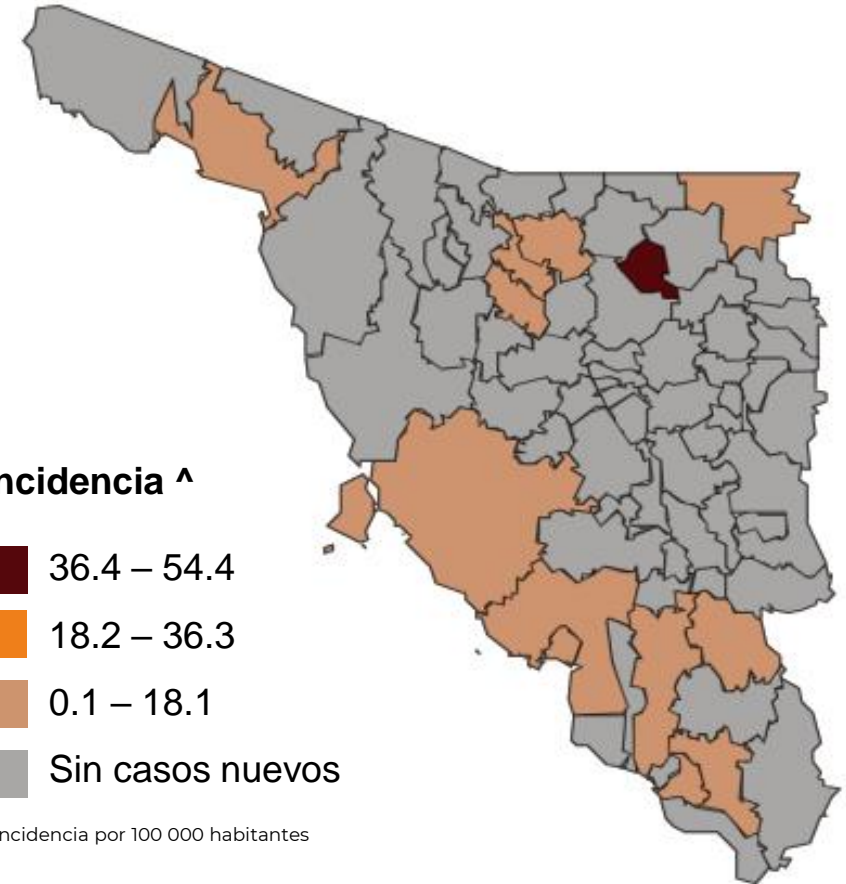 ncidencia ^
36.4 – 54.4
18.2 – 36.3
0.1 – 18.1
Sin casos nuevos
ncidencia por 100 000 habitantes